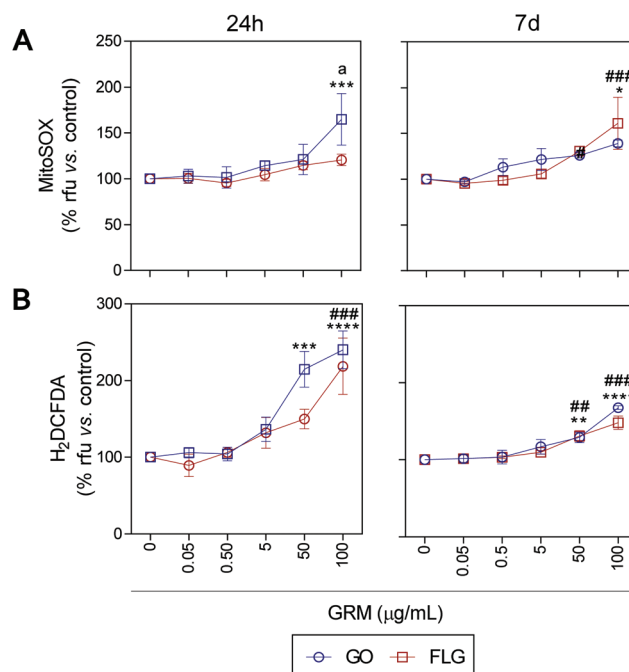 24h 7d
A
MitoSOX
(% rfu vs. control)
250
200
150
100
50
0
a
***
###
*
#
B
H₂DCFDA
(% rfu vs. control)
300
200
100
0
***
###
****
##
**
###
****
0 0.05 0.50 5 50 100
0 0.05 0.5 5 50 100
GRM (µg/mL)
GO FLG